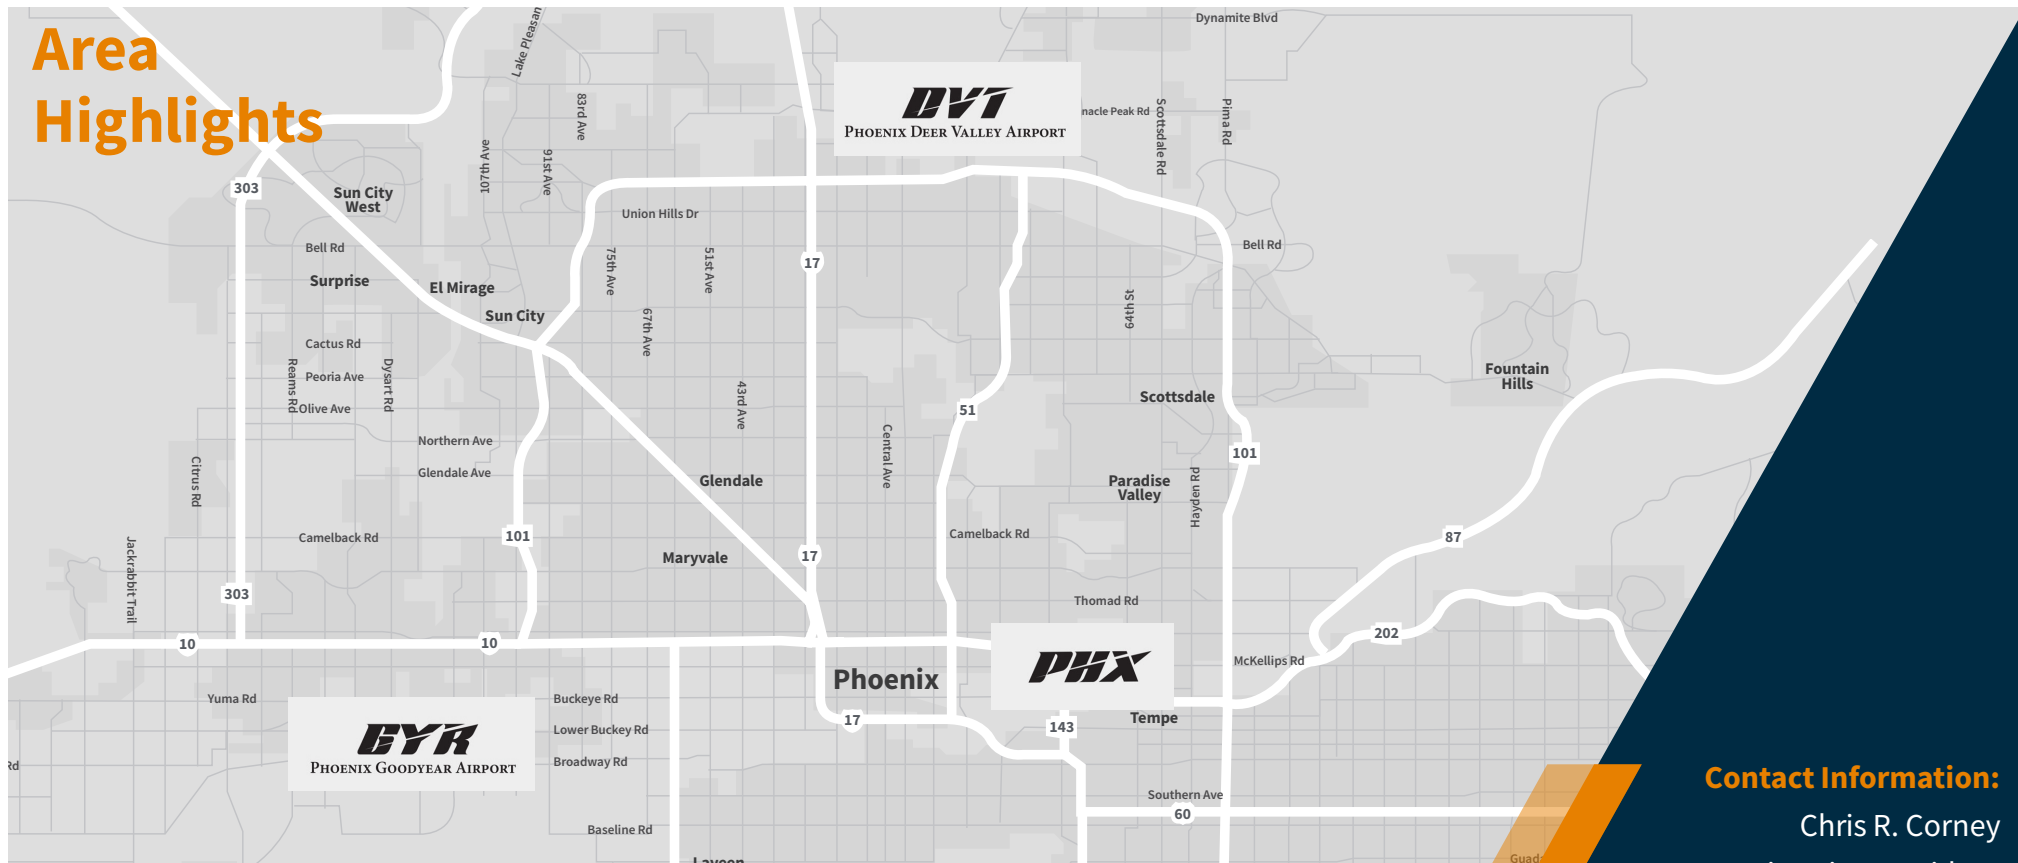 Area
Highlights
Dynamite Blvd
Lake Pleasan
DVT
Phoenix Deer Valley Airport
nacle Peak Rd
Scottsdale Rd
Pima Rd
83rd Ave
107th Ave
91st Ave
303
Sun City
West
Union Hills Dr
Bell Rd
Bell Rd
75th Ave
51st Ave
17
Surprise
El Mirage
64th St
Sun City
67th Ave
Cactus Rd
Reams Rd
Peoria Ave
Dysart Rd
Olive Ave
43rd Ave
51
Scottsdale
Fountain
Hills
Northern Ave
Central Ave
101
Glendale Ave
Citrus Rd
Glendale
Paradise
Valley
Hayden Rd
Camelback Rd
101
Camelback Rd
87
Jackrabbit Trail
Maryvale
17
303
Thomad Rd
10
10
202
PHX
McKellips Rd
Phoenix
Yuma Rd
Buckeye Rd
17
143
Tempe
GYR
Phoenix Goodyear Airport
Lower Buckey Rd
Broadway Rd
Rd
Southern Ave
60
Baseline Rd
Laveen
Guad
Contact Information:
Chris R. Corney